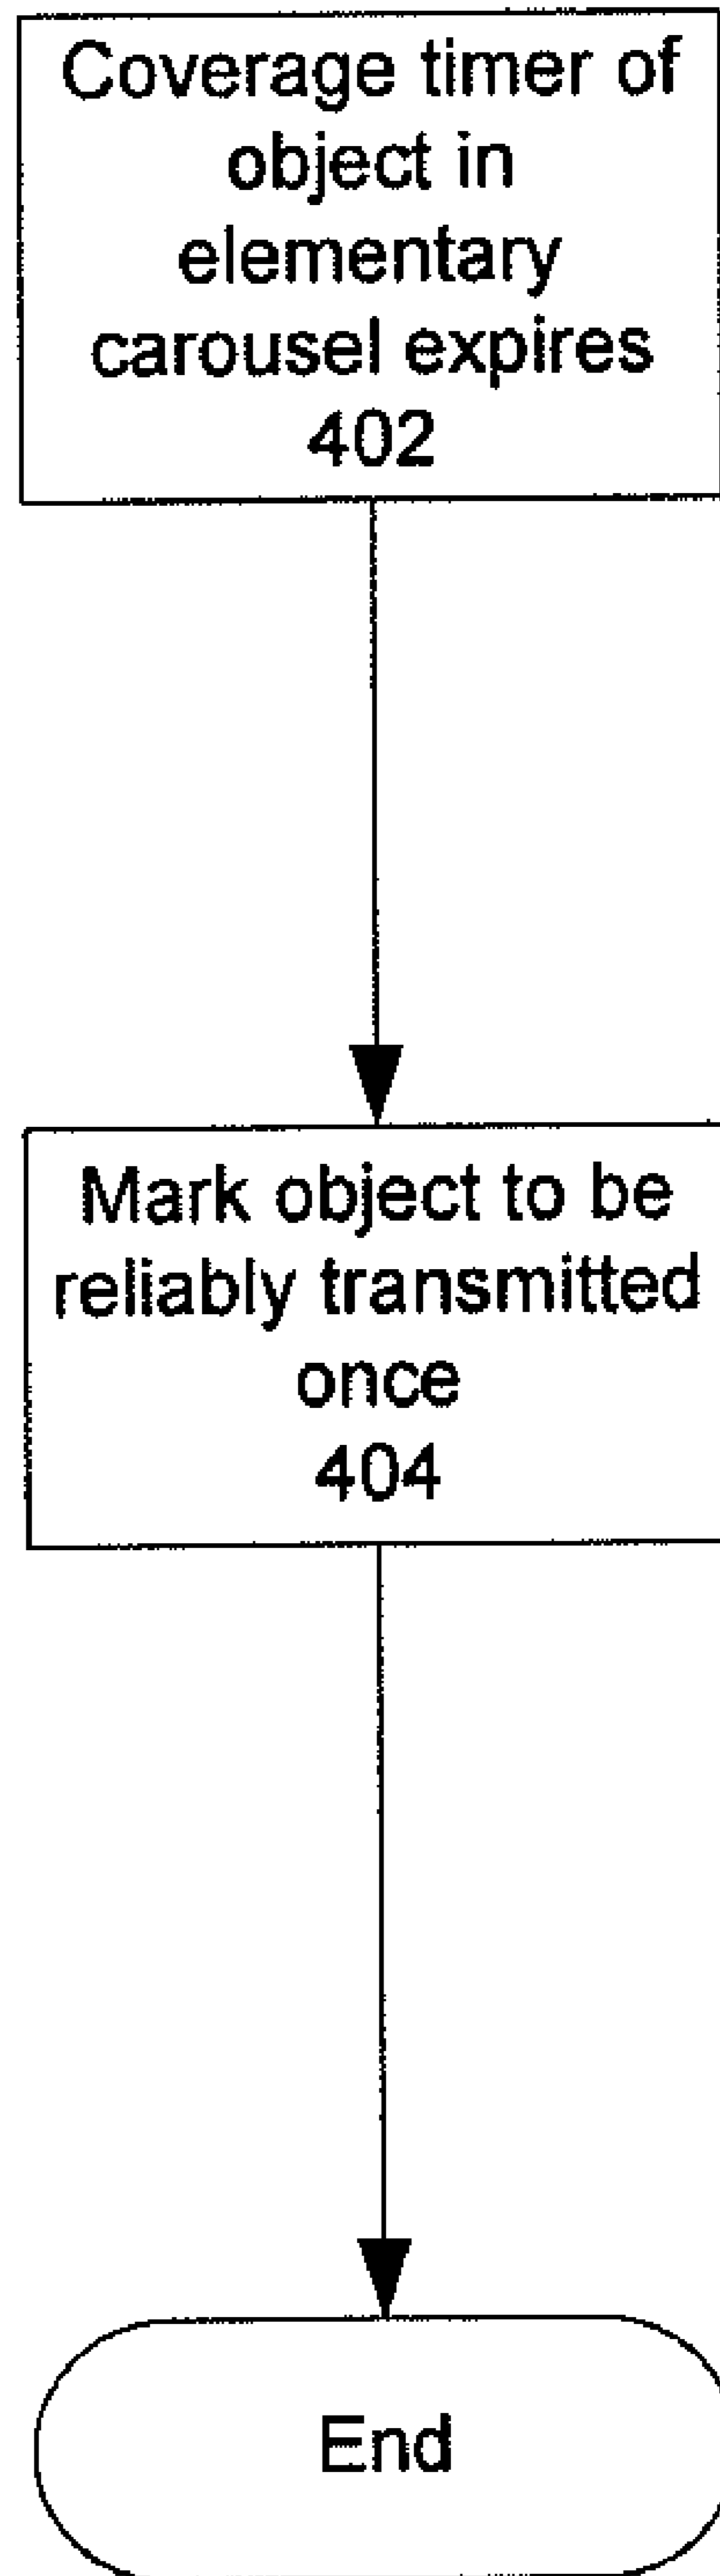 Coverage timer of
object in
elementary
carousel expires
402
Mark object to be
reliably transmitted
once
404
End